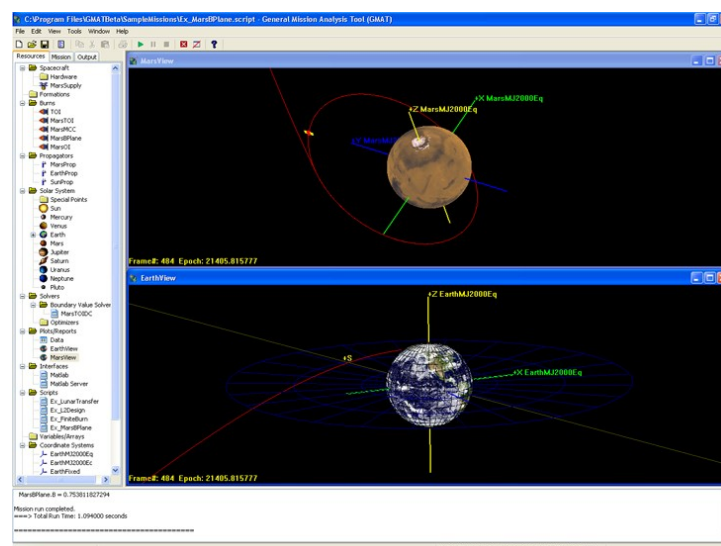 C:\Program Files\GMATBeta\SampleMissions\Ex_MarsBPlane.script - General Mission Analysis Tool (GMAT)
File Edit View Tools Window Help
Resources Mission Output
Spacecraft
Hardware
MarsSupply
Formations
Burns
TOI
MarsTOI
MarsMCC
MarsBPlane
MarsOI
Propagators
MarsProp
EarthProp
SunProp
Solar System
Special Points
Sun
Mercury
Venus
Earth
Mars
Jupiter
Saturn
Uranus
Neptune
Pluto
Solvers
Boundary Value Solver
MarsTOIDC
Optimizers
Plots/Reports
Data
EarthView
MarsView
Interfaces
Matlab
Matlab Server
Scripts
Ex_LunarTransfer
Ex_L2Design
Ex_FiniteBurn
Ex_MarsBPlane
Variables/Arrays
Coordinate Systems
EarthMJ2000Eq
EarthMJ2000Ec
EarthFixed
MarsView
+X MarsMJ2000Eq
+Z MarsMJ2000Eq
Frame#: 484 Epoch: 21405.815777
EarthView
+Z EarthMJ2000Eq
+S
+X EarthMJ2000Eq
Frame#: 484 Epoch: 21405.815777
MarsBPlane.B = 0.753811827294
Mission run completed.
===> Total Run Time: 1.094000 seconds
========================================